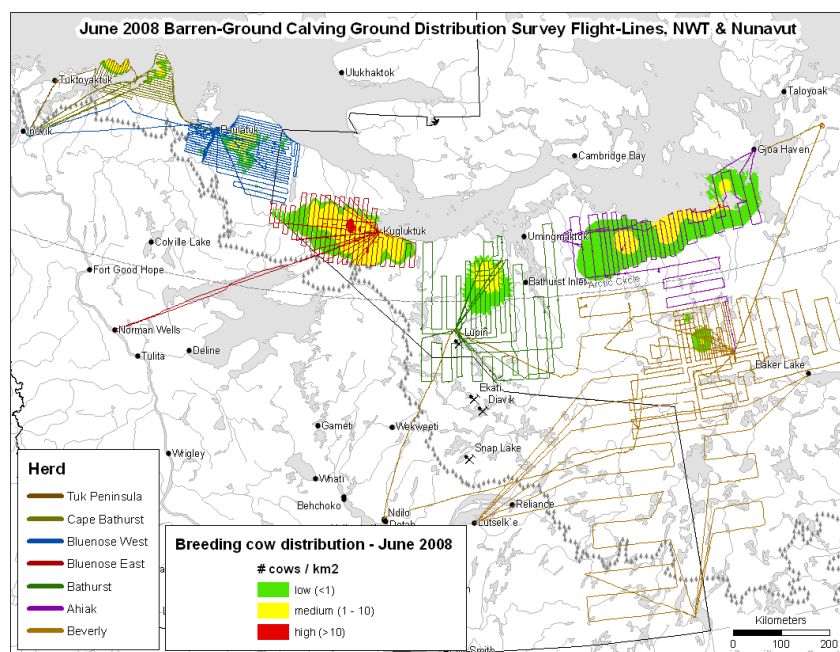 June 2008 Barren-Ground Calving Ground Distribution Survey Flight-Lines, NWT & Nunavut
Ulukhaktok
Tuktoyaktuk
Taloyoak
Inuvik
Paulatuk
Gjoa Haven
Cambridge Bay
Kugluktuk
Umingmaktok
Colville Lake
Fort Good Hope
Bathurst Inlet
Arctic Circle
Norman Wells
Lupin
Tulita
Deline
Baker Lake
Ekati
Diavik
Gameti
Wekweeti
Wrigley
Snap Lake
Whati
Behchoko
Reliance
Ndilo
Lutselk'e
Herd
Tuk Peninsula
Cape Bathurst
Bluenose West
Bluenose East
Bathurst
Ahiak
Beverly
Breeding cow distribution - June 2008
# cows / km2
low (<1)
medium (1 - 10)
high (>10)
Kilometers
0 100 200